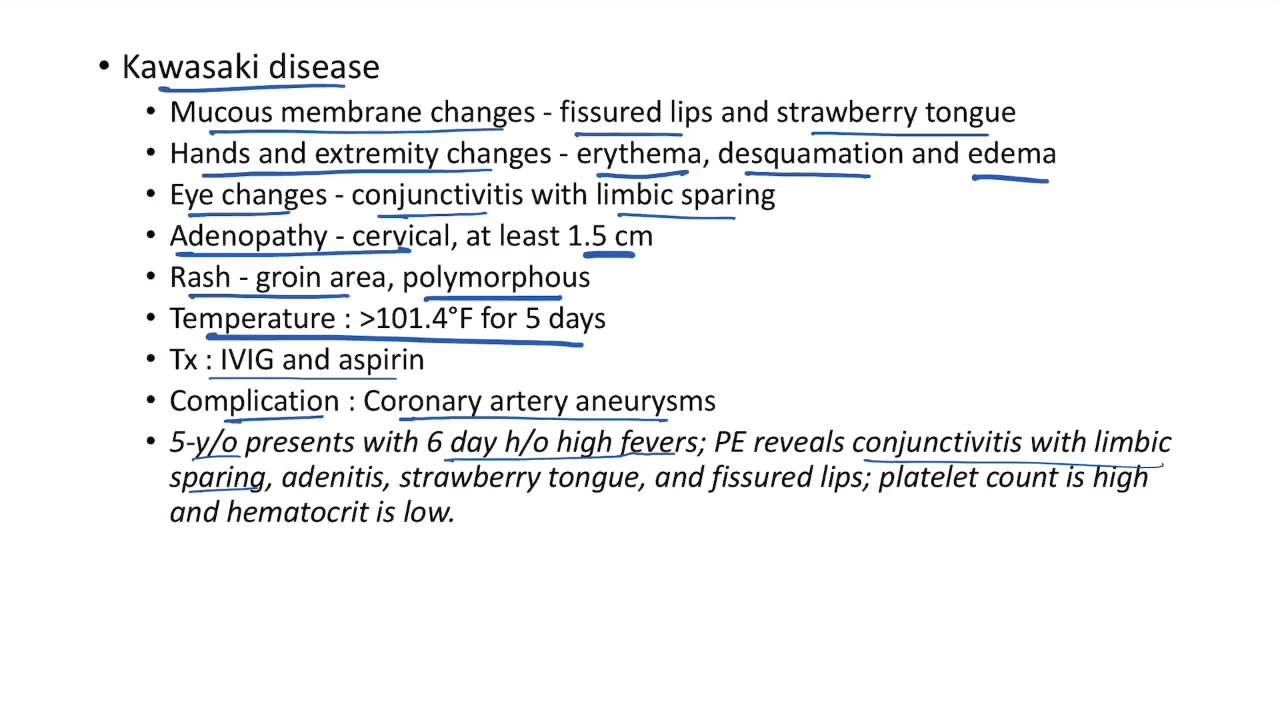 • Kawasaki disease
• Mucous membrane changes - fissured lips and strawberry tongue
• Hands and extremity changes - erythema, desquamation and edema
• Eye changes - conjunctivitis with limbic sparing
• Adenopathy - cervical, at least 1.5 cm
• Rash - groin area, polymorphous
• Temperature : >101.4°F for 5 days
• Tx : IVIG and aspirin
• Complication : Coronary artery aneurysms
• 5-y/o presents with 6 day h/o high fevers; PE reveals conjunctivitis with limbic
sparing, adenitis, strawberry tongue, and fissured lips; platelet count is high
and hematocrit is low.